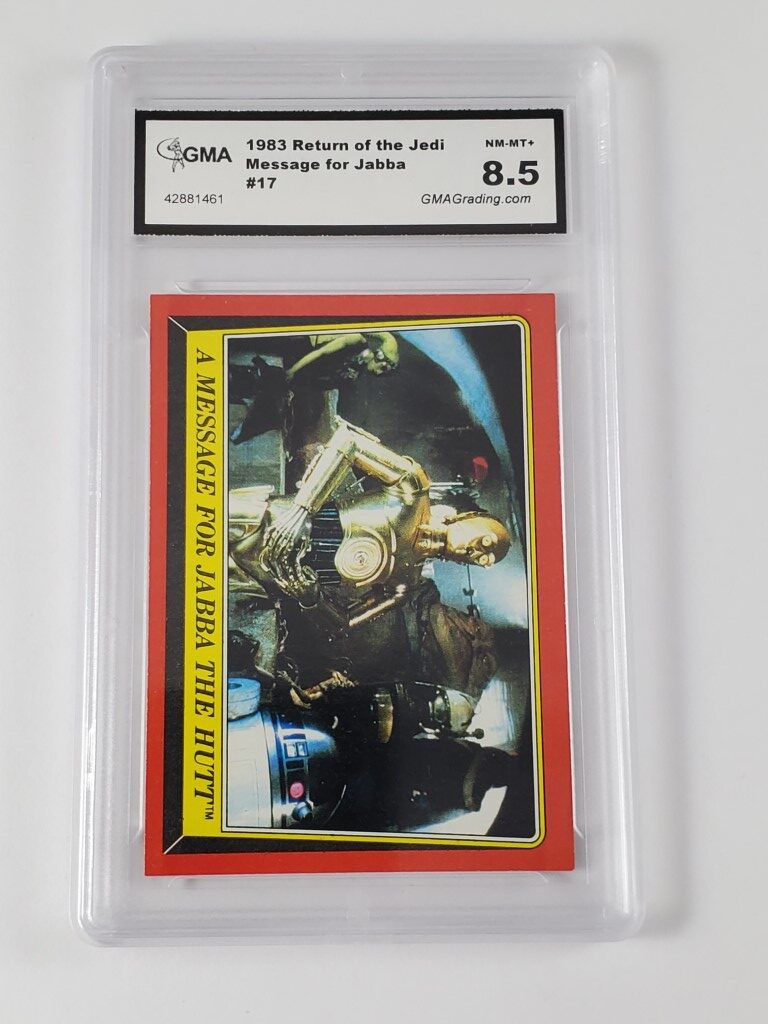 GMA
1983 Return of the Jedi
Message for Jabba
#17
42881461
NM-MT+
8.5
GMAGrading.com
A MESSAGE FOR JABBA THE HUTT™